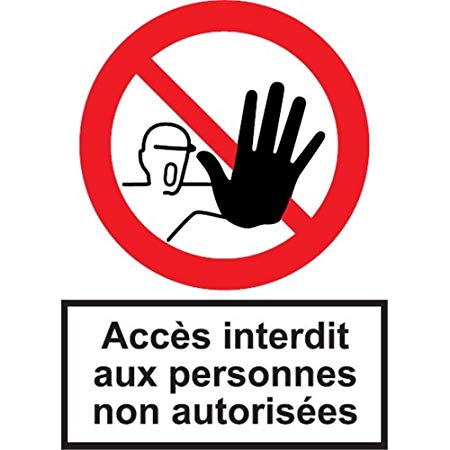 Accès interdit
aux personnes
non autorisées